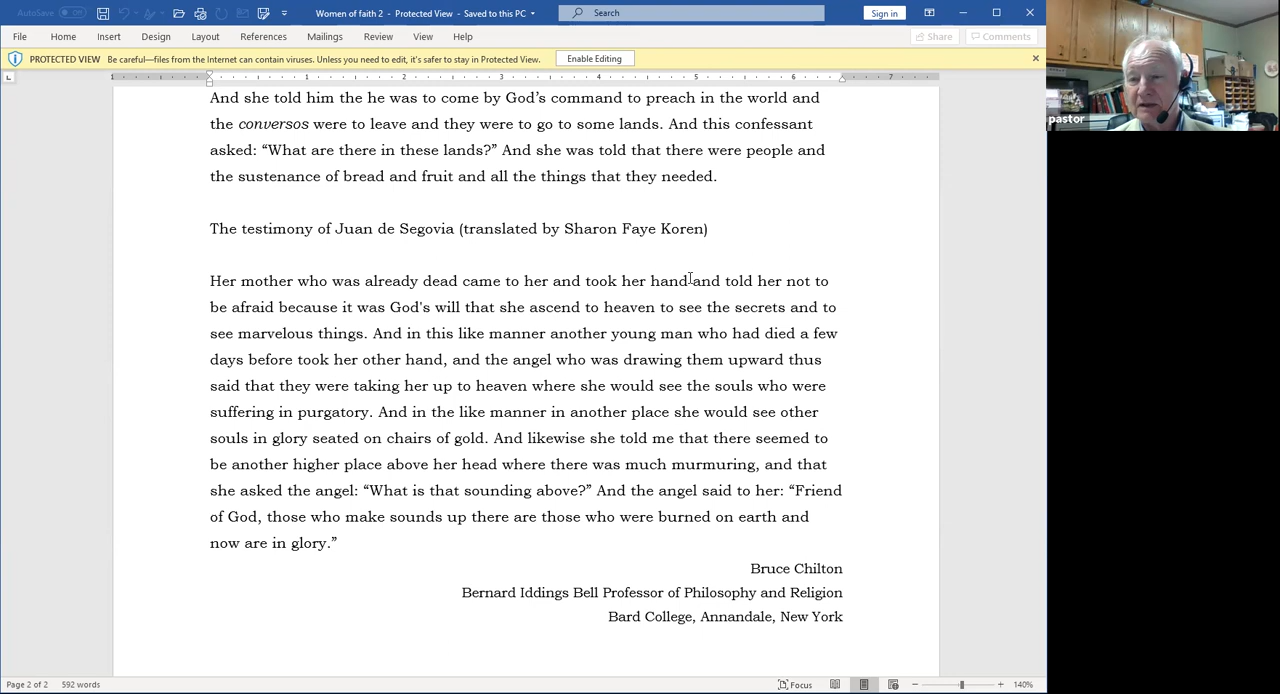 AutoSave
Off
Women of faith 2 - Protected View - Saved to this PC
Search
Sign in
File
Home
Insert
Design
Layout
References
Mailings
Review
View
Help
Share
Comments
PROTECTED VIEW Be careful—files from the Internet can contain viruses. Unless you need to edit, it's safer to stay in Protected View.
Enable Editing
1 1 2 3 4 5 6 7
pastor
And she told him the he was to come by God’s command to preach in the world and
the conversos were to leave and they were to go to some lands. And this confessant
asked: “What are there in these lands?” And she was told that there were people and
the sustenance of bread and fruit and all the things that they needed.
The testimony of Juan de Segovia (translated by Sharon Faye Koren)
Her mother who was already dead came to her and took her hand and told her not to
be afraid because it was God's will that she ascend to heaven to see the secrets and to
see marvelous things. And in this like manner another young man who had died a few
days before took her other hand, and the angel who was drawing them upward thus
said that they were taking her up to heaven where she would see the souls who were
suffering in purgatory. And in the like manner in another place she would see other
souls in glory seated on chairs of gold. And likewise she told me that there seemed to
be another higher place above her head where there was much murmuring, and that
she asked the angel: “What is that sounding above?” And the angel said to her: “Friend
of God, those who make sounds up there are those who were burned on earth and
now are in glory.”
Bruce Chilton
Bernard Iddings Bell Professor of Philosophy and Religion
Bard College, Annandale, New York
Page 2 of 2
592 words
Focus
140%